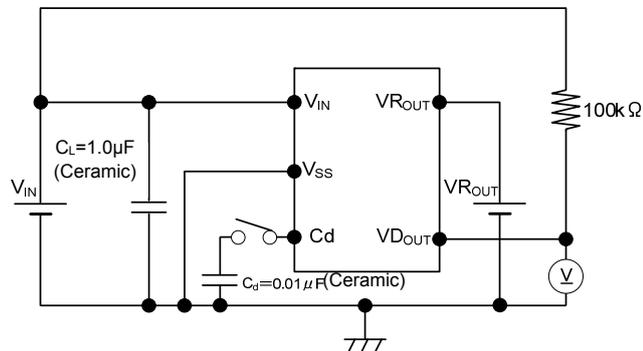 VIN
VROUT
100kΩ
CL=1.0μF
(Ceramic)
VSS
VIN
VROUT
Cd
VDOUT
Cd=0.01μF(Ceramic)
V